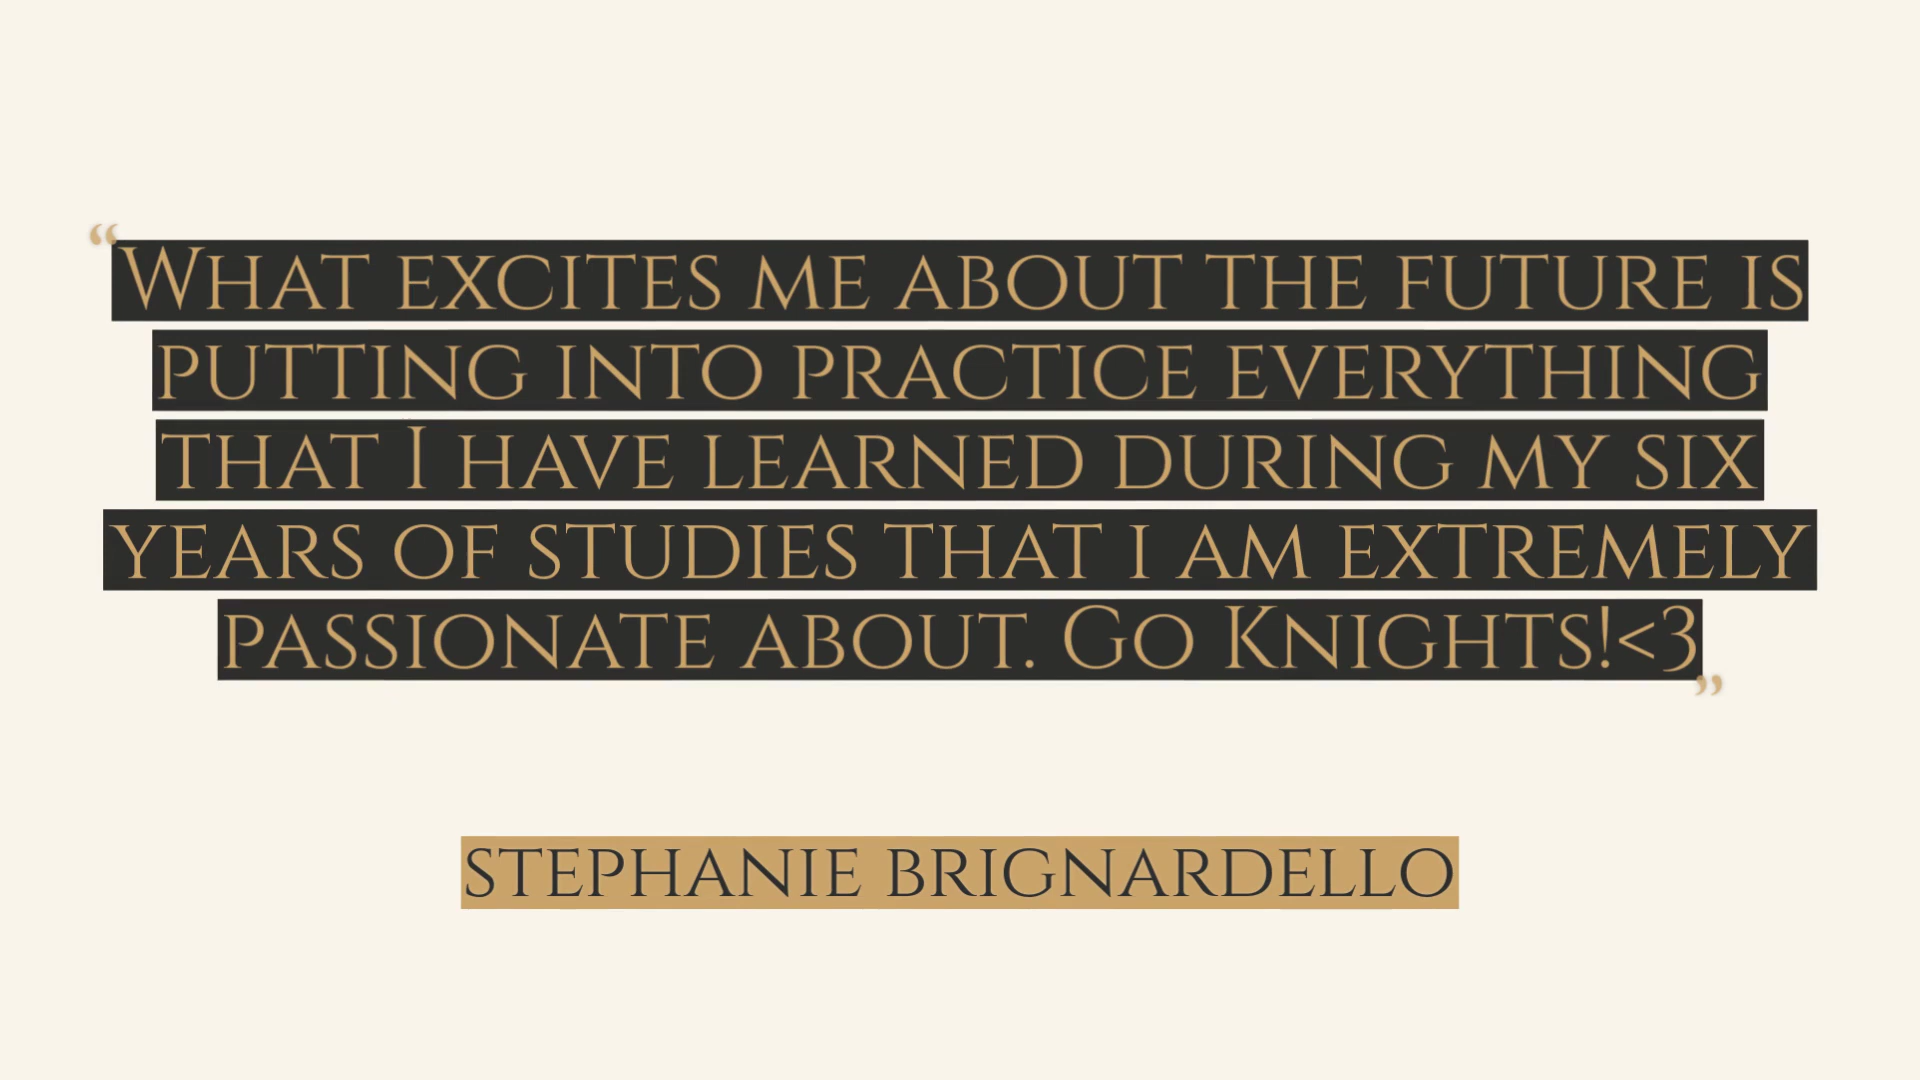 “What excites me about the future is
putting into practice everything
that I have learned during my six
years of studies that i am extremely
passionate about. Go Knights!<3”
stephanie brignardello